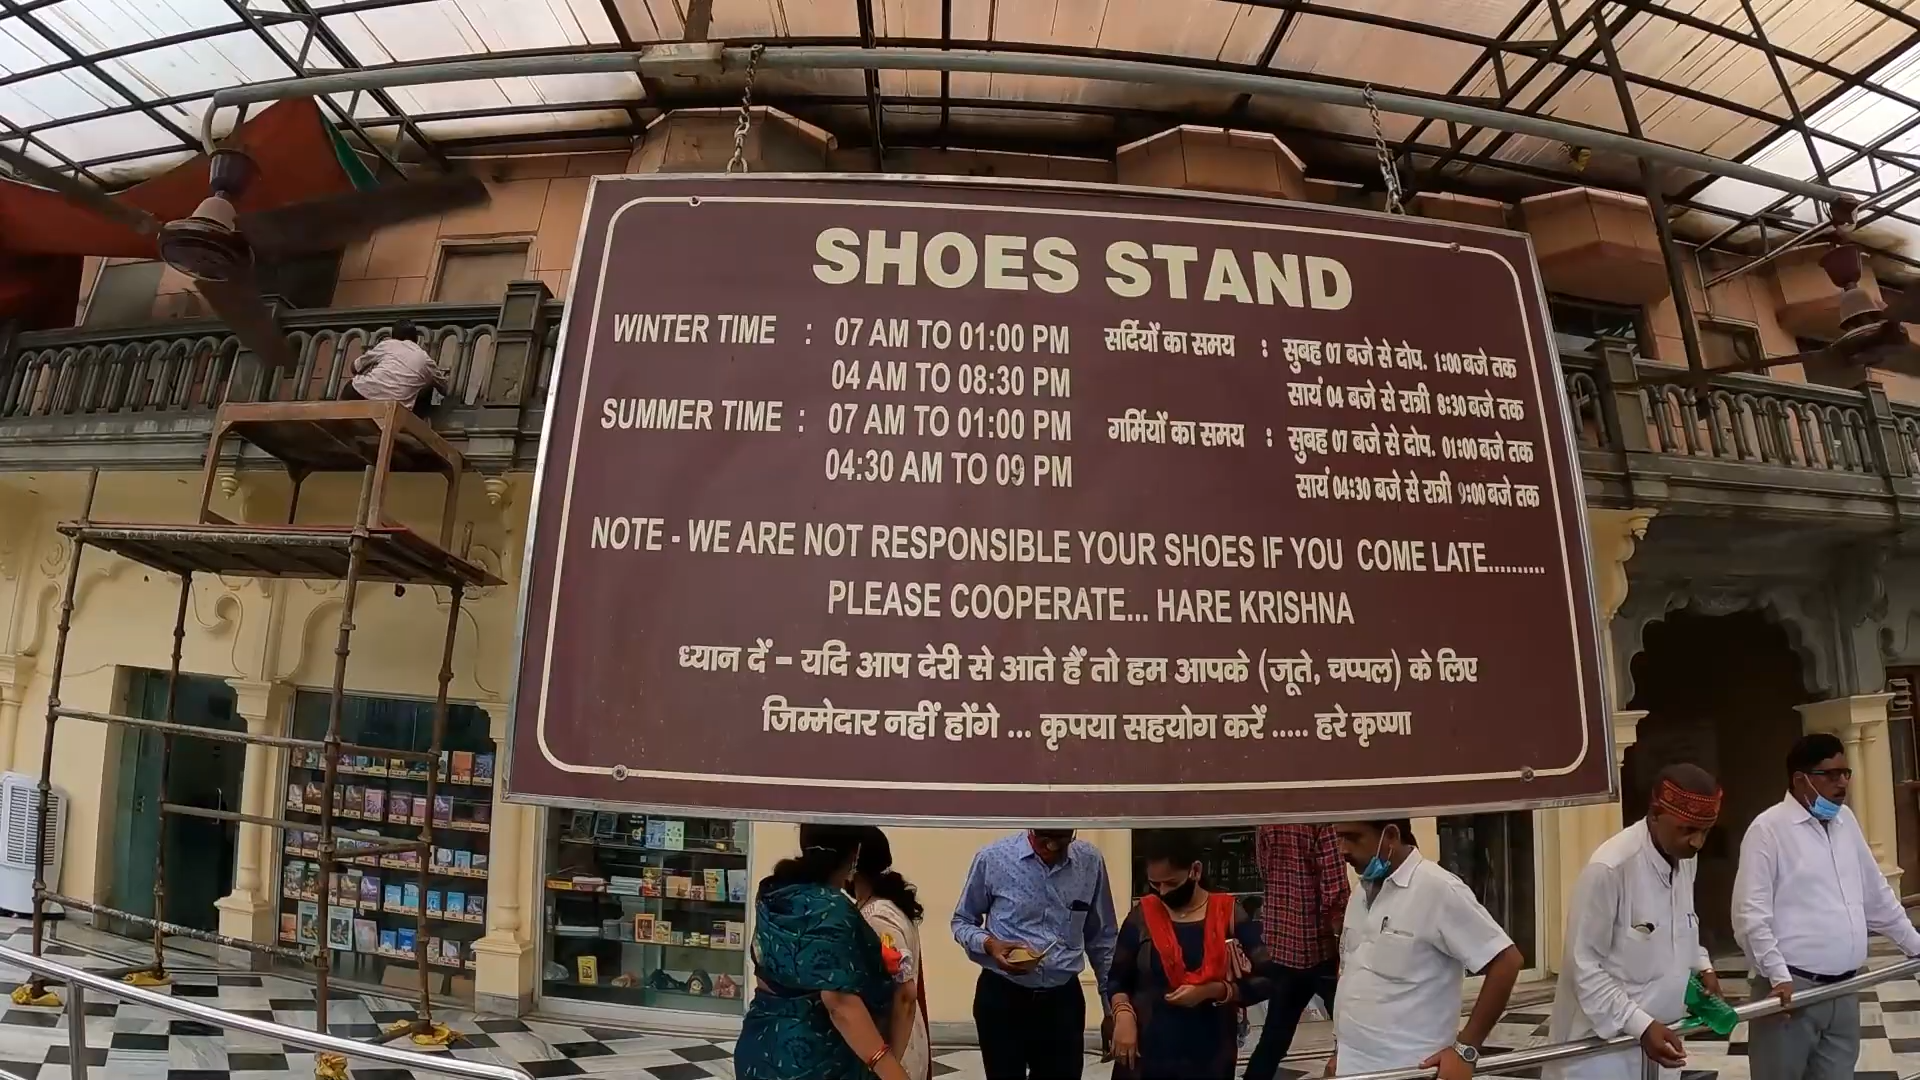 SHOES STAND
WINTER TIME : 07 AM TO 01:00 PM सर्दियों का समय : सुबह 07 बजे से दोप. 1:00 बजे तक
04 AM TO 08:30 PM सायं 04 बजे से रात्री 8:30 बजे तक
SUMMER TIME : 07 AM TO 01:00 PM गर्मियों का समय : सुबह 07 बजे से दोप. 01:00 बजे तक
04:30 AM TO 09 PM सायं 04:30 बजे से रात्री 9:00 बजे तक
NOTE - WE ARE NOT RESPONSIBLE YOUR SHOES IF YOU COME LATE..........
PLEASE COOPERATE... HARE KRISHNA
ध्यान दें - यदि आप देरी से आते हैं तो हम आपके (जूते, चप्पल) के लिए
जिम्मेदार नहीं होंगे ... कृपया सहयोग करें ..... हरे कृष्णा